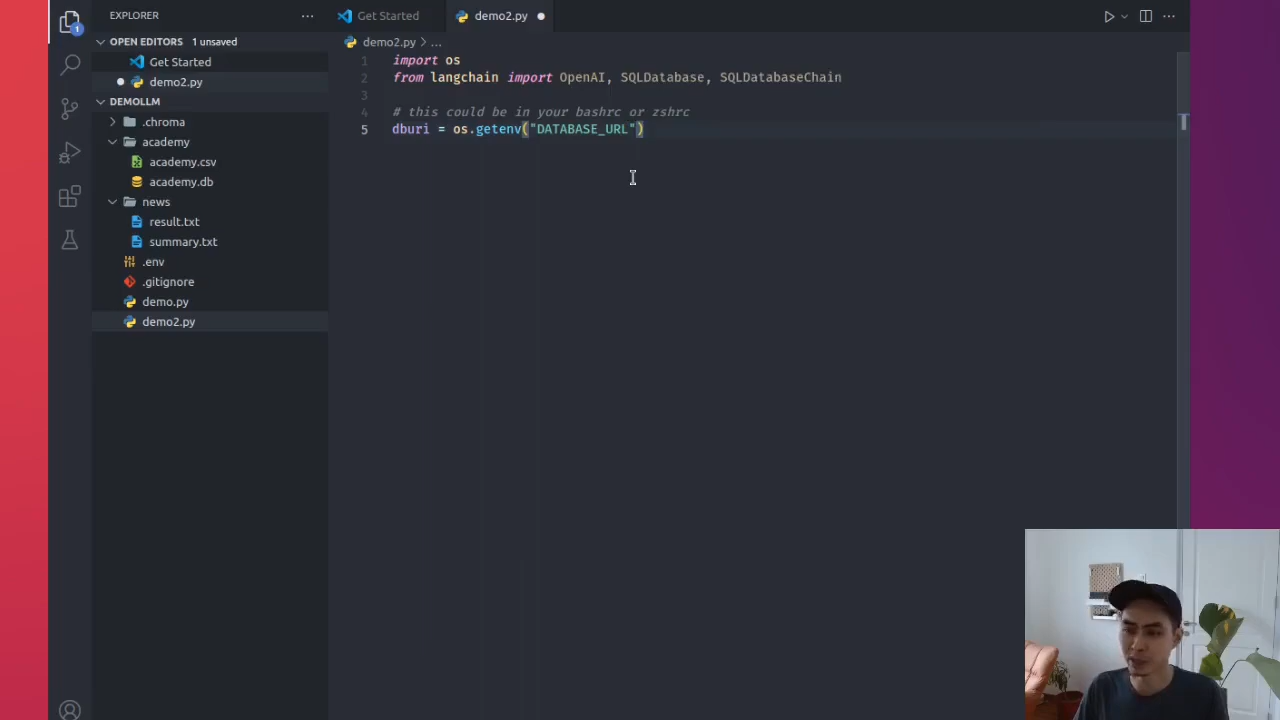 EXPLORER
OPEN EDITORS 1 unsaved
Get Started
demo2.py
DEMOLLM
.chroma
academy
academy.csv
academy.db
news
result.txt
summary.txt
.env
.gitignore
demo.py
demo2.py
1
Get Started
demo2.py
demo2.py > ...
1 import os
2 from langchain import OpenAI, SQLDatabase, SQLDatabaseChain
3
4 # this could be in your bashrc or zshrc
5 dburi = os.getenv("DATABASE_URL")